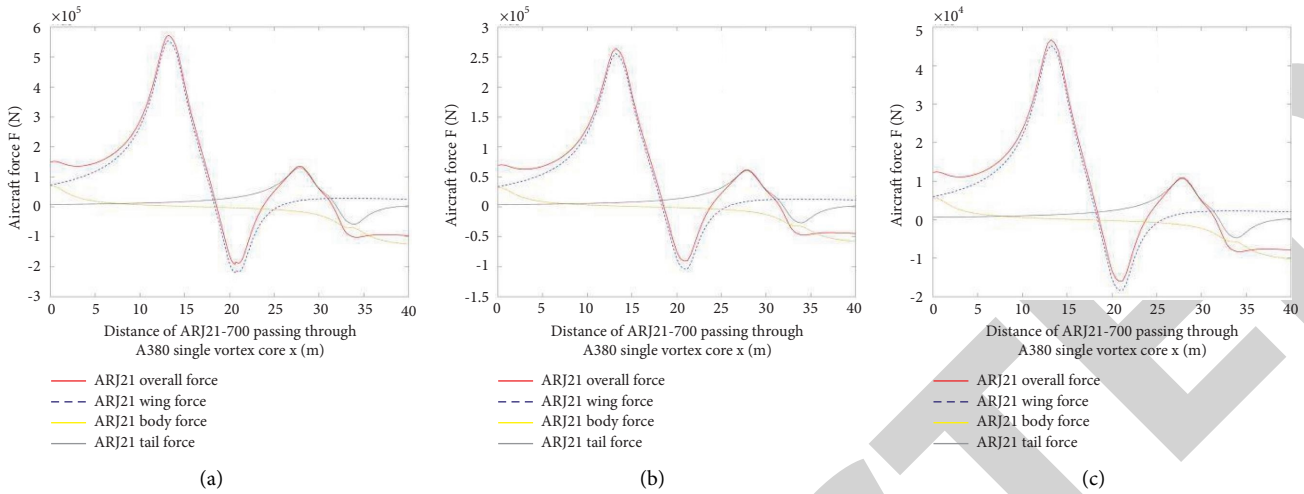 ×10⁵
6
5
4
3
2
1
0
-1
-2
-3
Aircraft force F (N)
0 5 10 15 20 25 30 35 40
Distance of ARJ21-700 passing through
A380 single vortex core x (m)
ARJ21 overall force
ARJ21 wing force
ARJ21 body force
ARJ21 tail force
(a)
×10⁵
3
2.5
2
1.5
1
0.5
0
-0.5
-1
-1.5
Aircraft force F (N)
0 5 10 15 20 25 30 35 40
Distance of ARJ21-700 passing through
A380 single vortex core x (m)
ARJ21 overall force
ARJ21 wing force
ARJ21 body force
ARJ21 tail force
(b)
×10⁴
5
4
3
2
1
0
-1
-2
Aircraft force F (N)
0 5 10 15 20 25 30 35 40
Distance of ARJ21-700 passing through
A380 single vortex core x (m)
ARJ21 overall force
ARJ21 wing force
ARJ21 body force
ARJ21 tail force
(c)